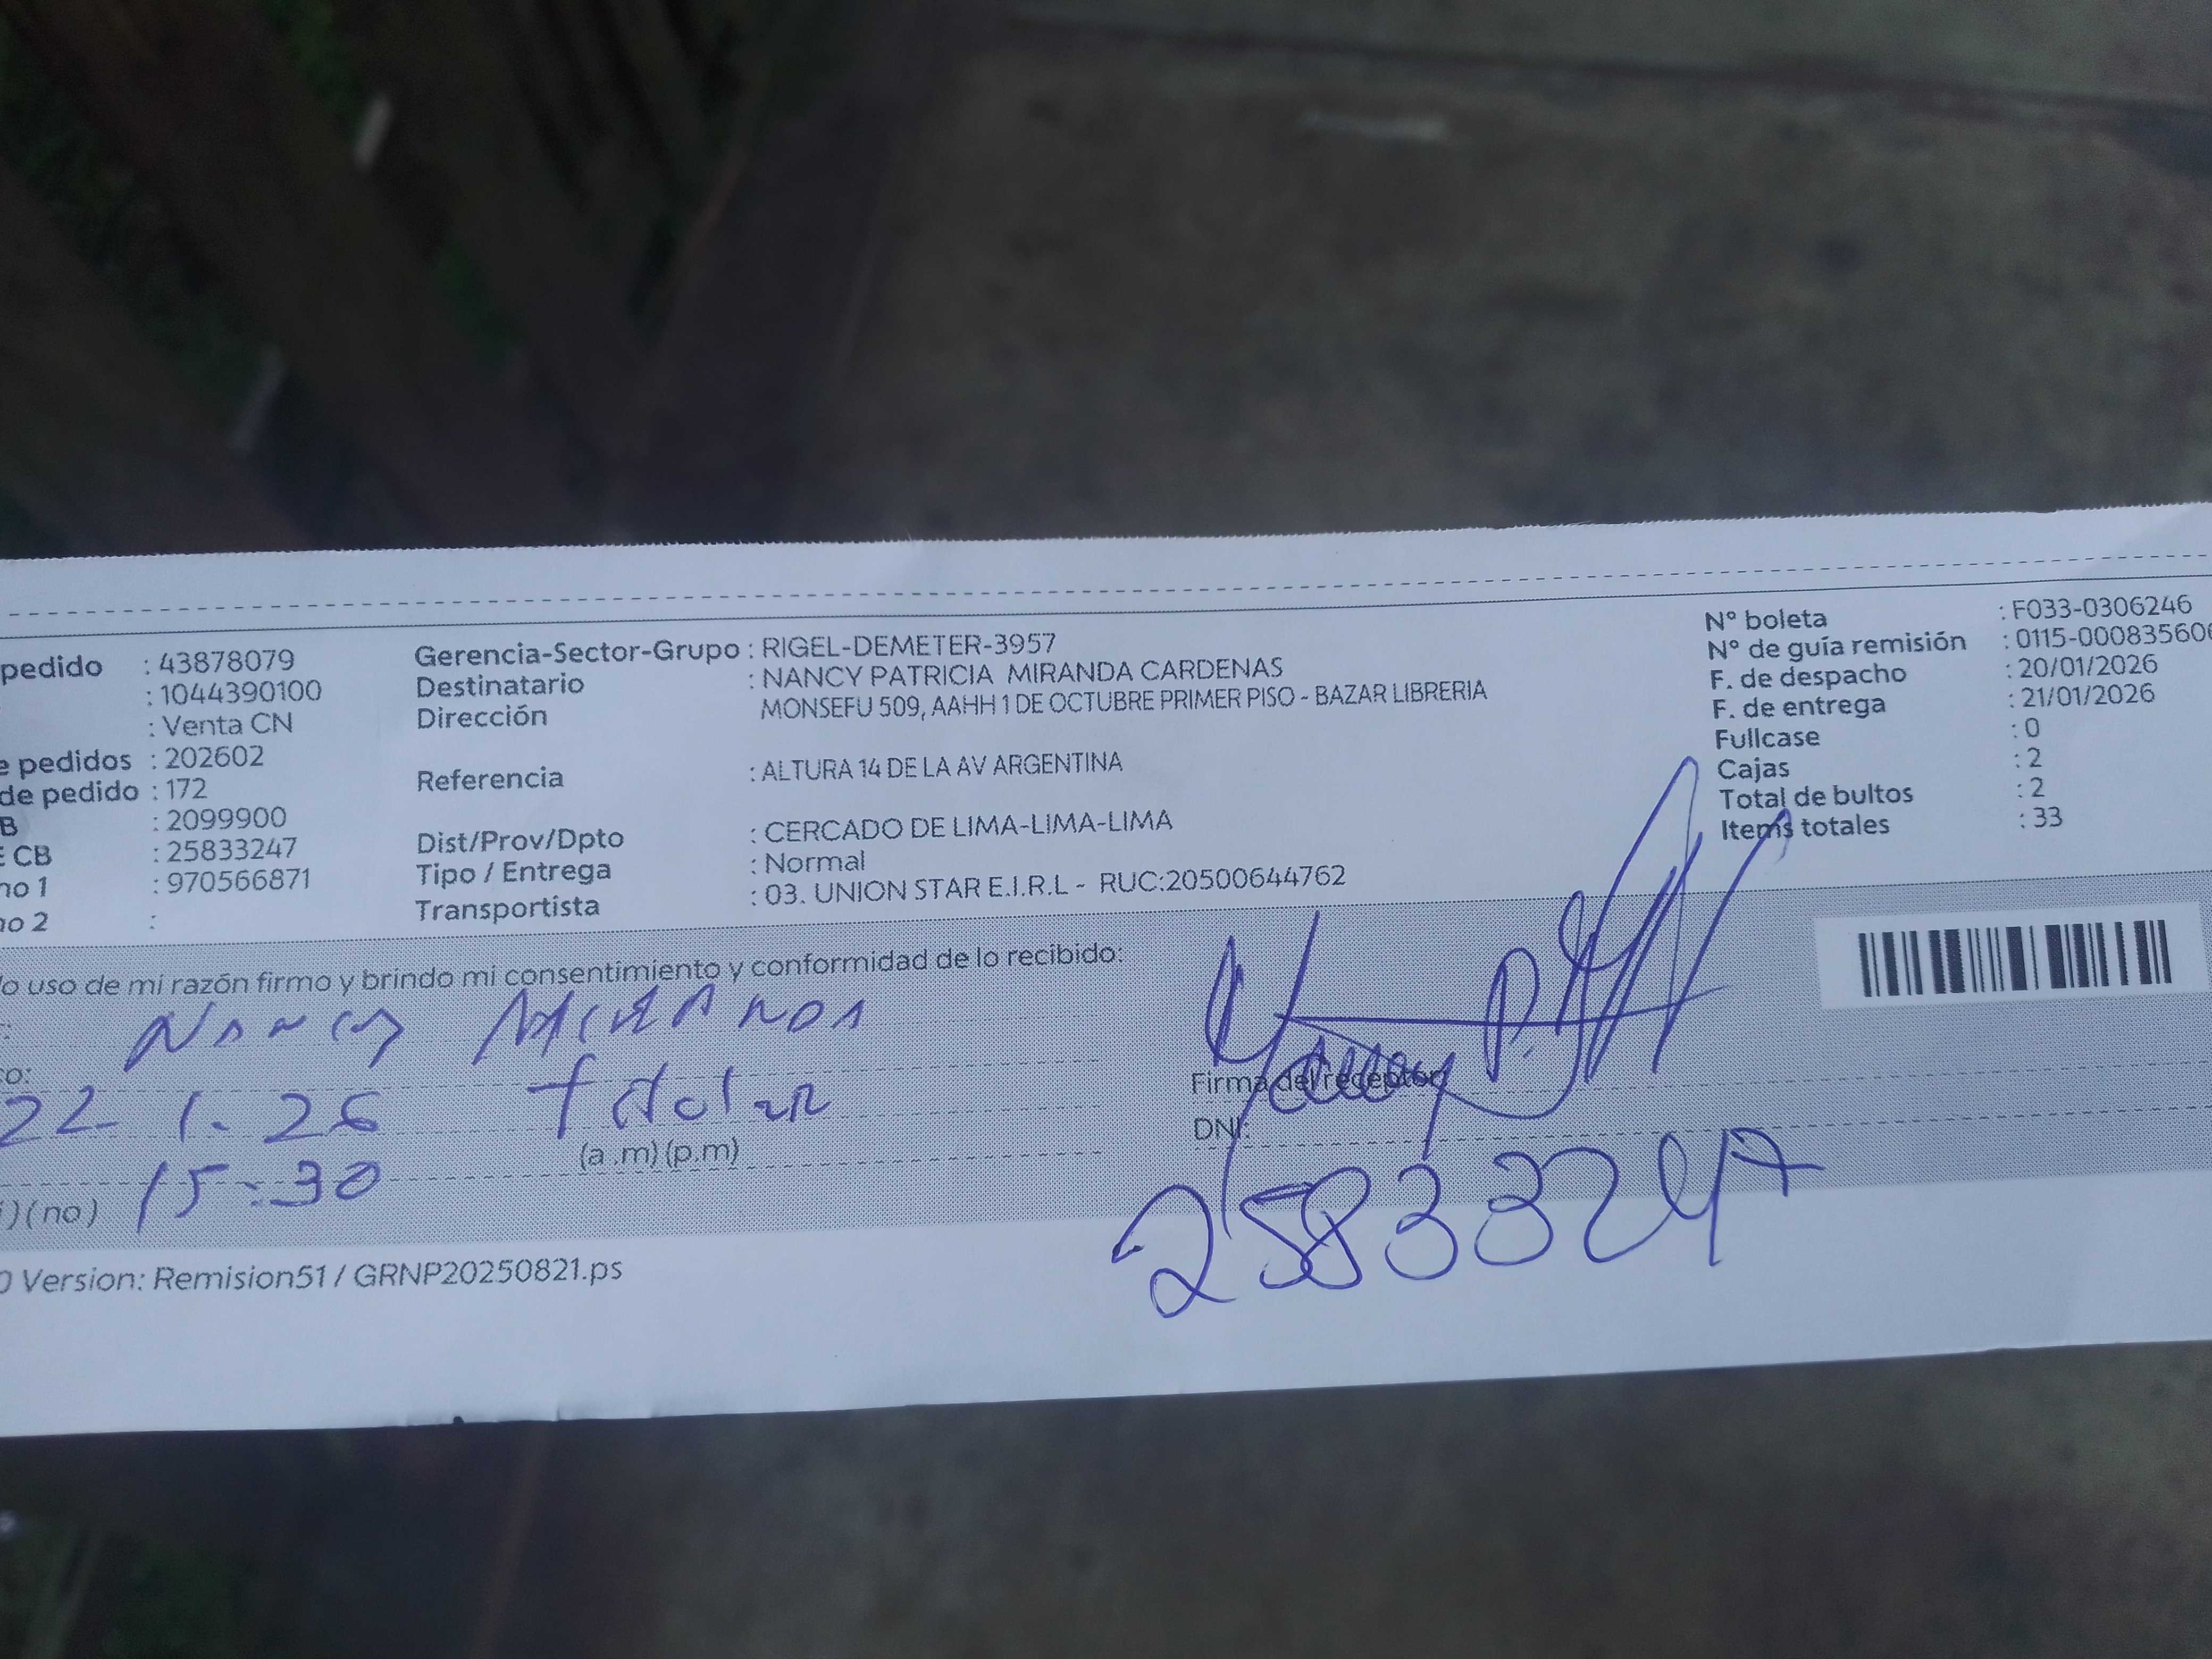 pedido : 43878079
: 1044390100
: Venta CN
e pedidos : 202602
de pedido : 172
B : 2099900
E CB : 25833247
no 1 : 970566871
no 2 :
Gerencia-Sector-Grupo : RIGEL-DEMETER-3957
Destinatario : NANCY PATRICIA MIRANDA CARDENAS
Dirección MONSEFU 509, AAHH 1 DE OCTUBRE PRIMER PISO - BAZAR LIBRERIA
Referencia : ALTURA 14 DE LA AV ARGENTINA
Dist/Prov/Dpto : CERCADO DE LIMA-LIMA-LIMA
Tipo / Entrega : Normal
Transportista : 03. UNION STAR E.I.R.L - RUC:20500644762
N° boleta : F033-0306246
N° de guía remisión : 0115-000835606
F. de despacho : 20/01/2026
F. de entrega : 21/01/2026
Fullcase : 0
Cajas : 2
Total de bultos : 2
Items totales : 33
lo uso de mi razón firmo y brindo mi consentimiento y conformidad de lo recibido:
Nancy MIRANDA
co:
22 1. 26 titular
(a .m) (p.m)
i ) ( no ) 15:30
Nancy P.
Firma del receptor
DNI:
25833247
0 Version: Remision51 / GRNP20250821.ps